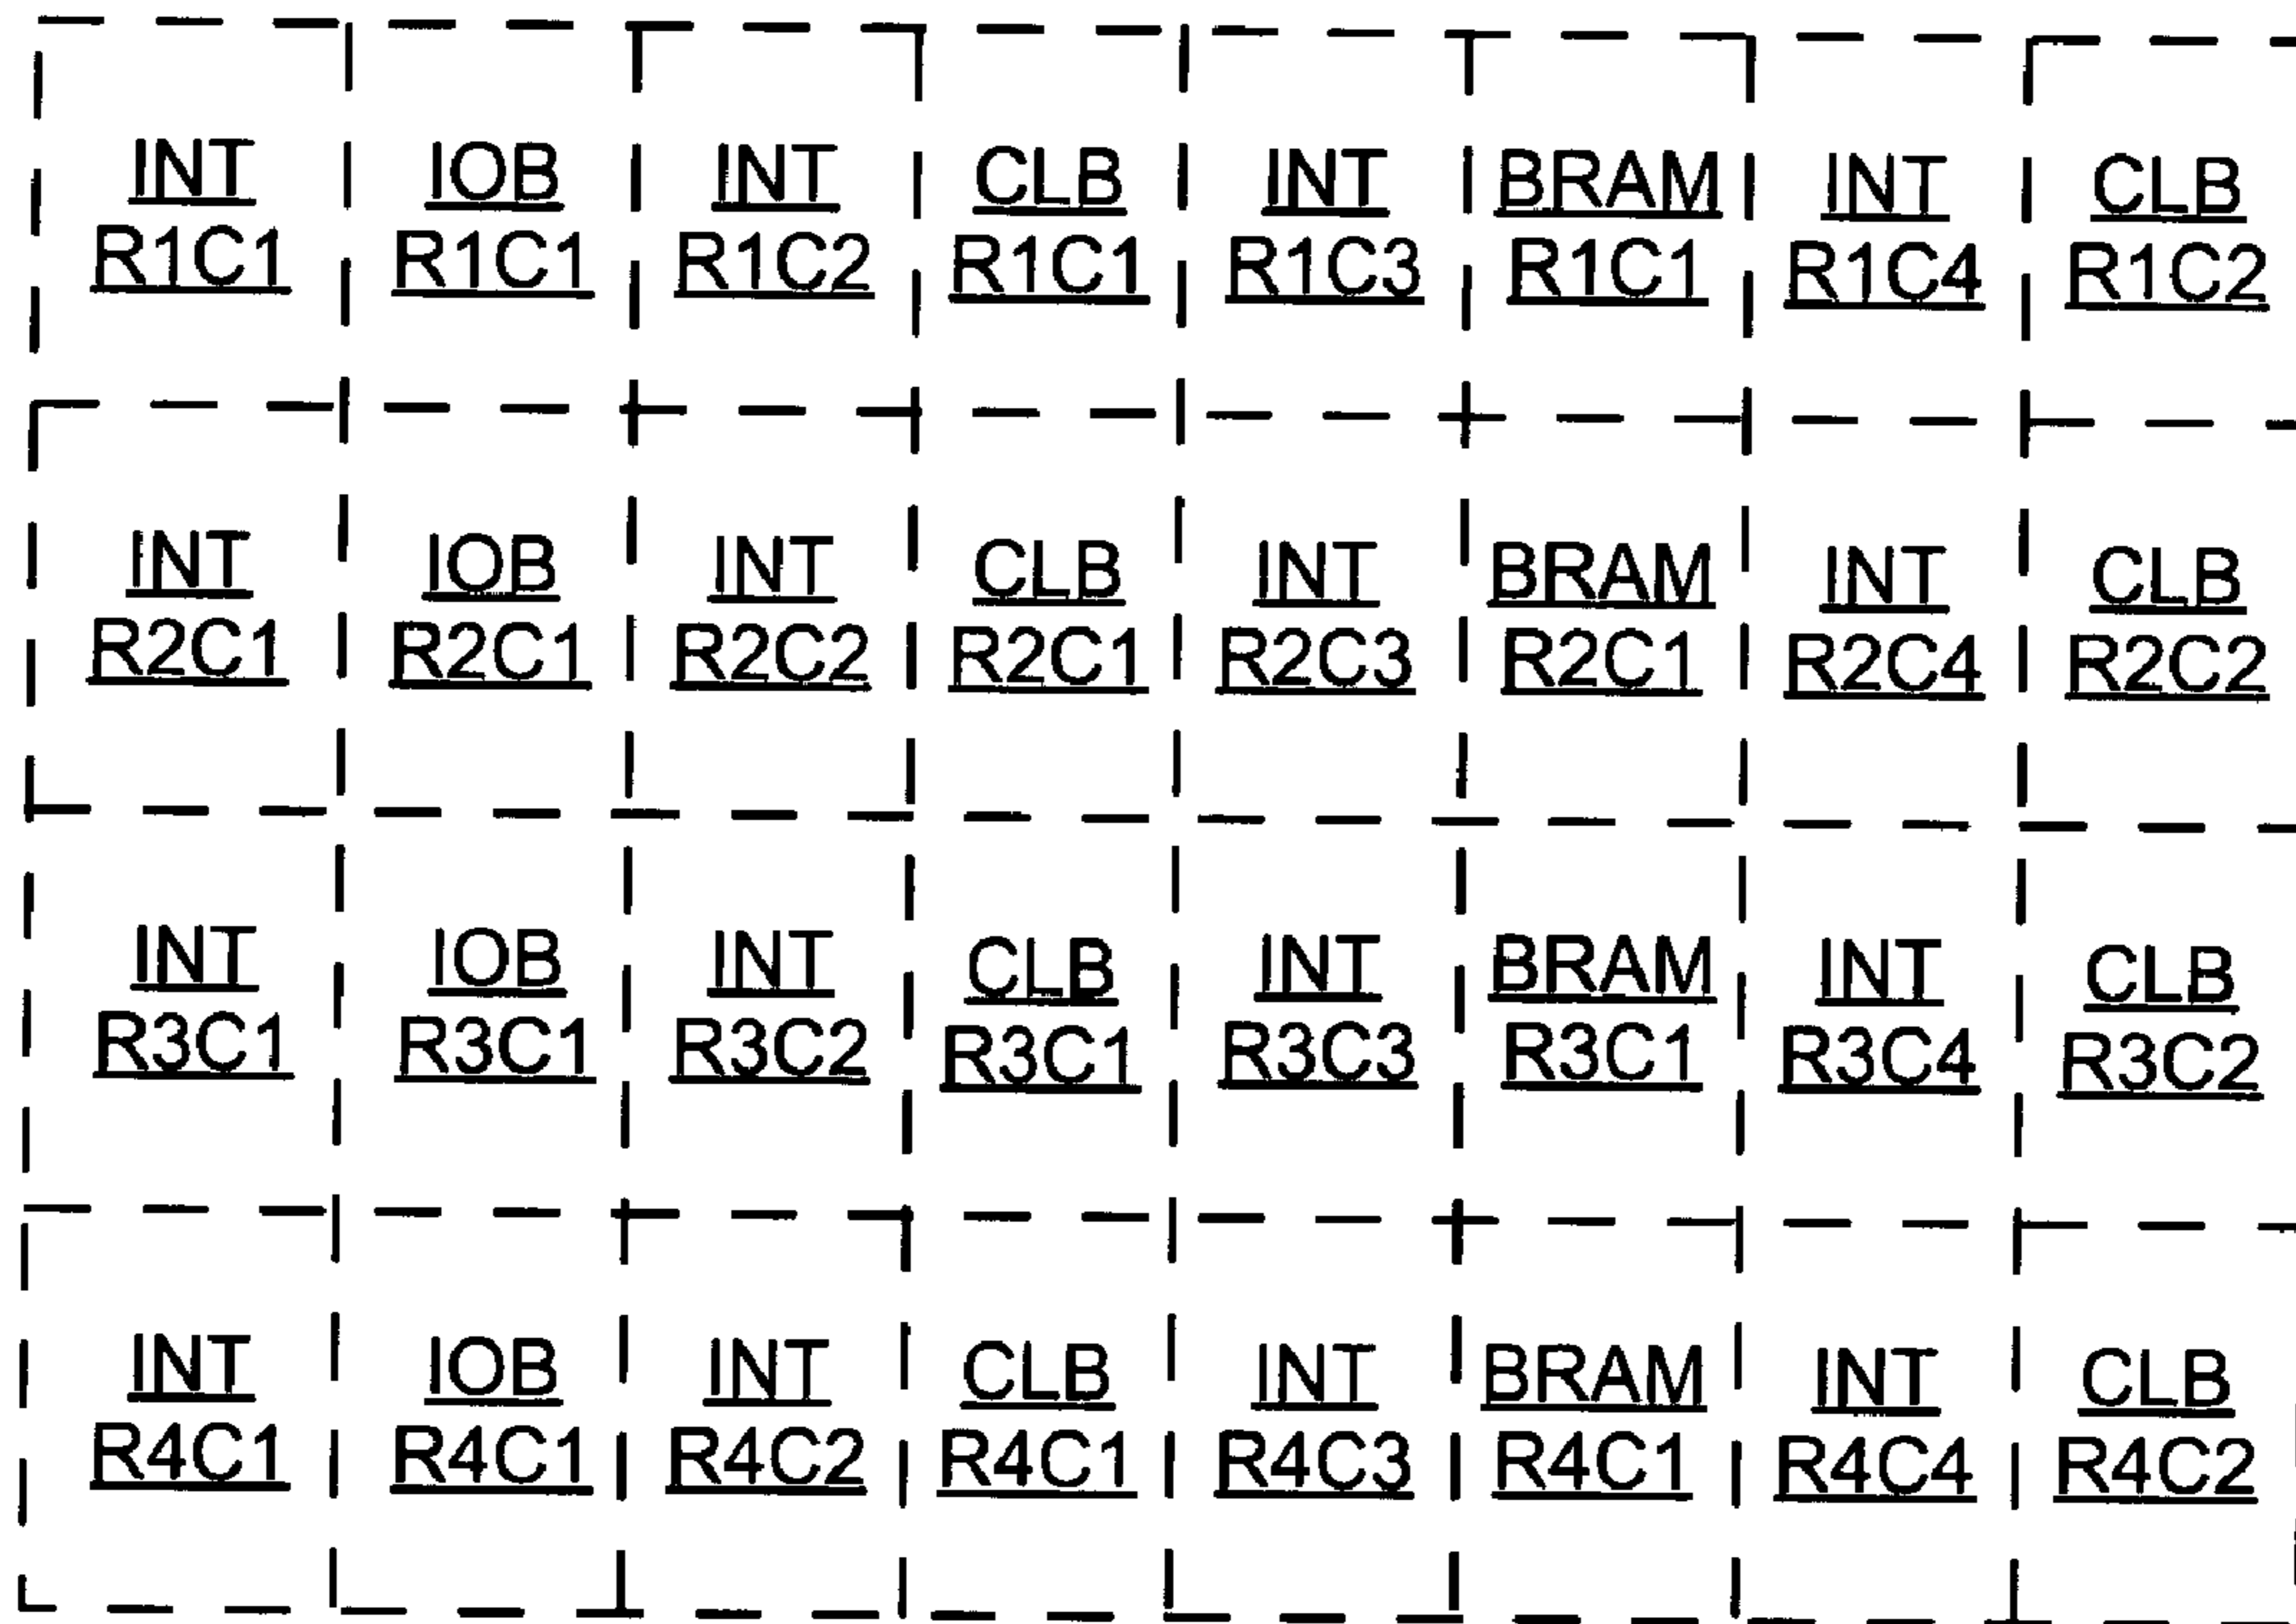 INT IOB INT CLB INT BRAM INT CLB
R1C1 R1C1 R1C2 R1C1 R1C3 R1C1 R1C4 R1C2
INT IOB INT CLB INT BRAM INT CLB
R2C1 R2C1 R2C2 R2C1 R2C3 R2C1 R2C4 R2C2
INT IOB INT CLB INT BRAM INT CLB
R3C1 R3C1 R3C2 R3C1 R3C3 R3C1 R3C4 R3C2
INT IOB INT CLB INT BRAM INT CLB
R4C1 R4C1 R4C2 R4C1 R4C3 R4C1 R4C4 R4C2